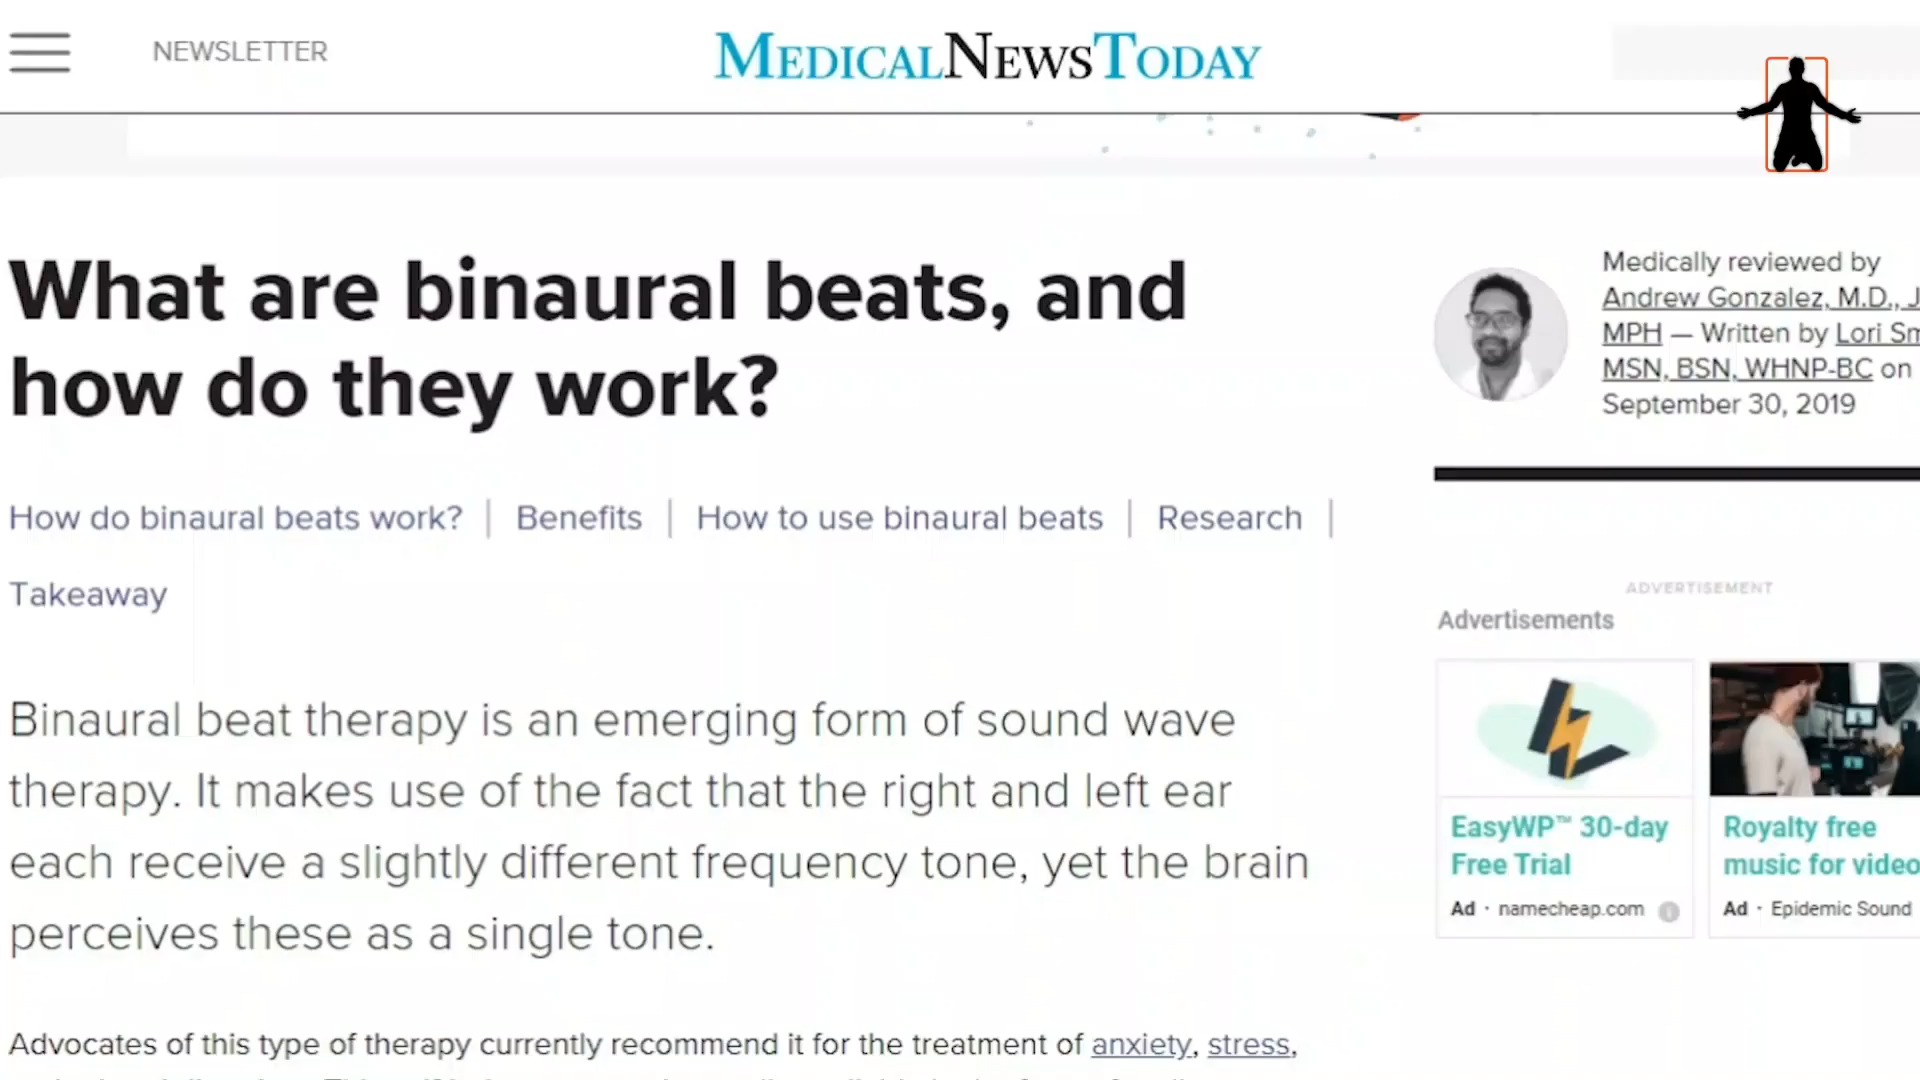 NEWSLETTER
MEDICALNEWSTODAY
What are binaural beats, and
how do they work?
How do binaural beats work? | Benefits | How to use binaural beats | Research |
Takeaway
Binaural beat therapy is an emerging form of sound wave
therapy. It makes use of the fact that the right and left ear
each receive a slightly different frequency tone, yet the brain
perceives these as a single tone.
Advocates of this type of therapy currently recommend it for the treatment of anxiety, stress,
Medically reviewed by
Andrew Gonzalez, M.D., J
MPH — Written by Lori Sm
MSN, BSN, WHNP-BC on
September 30, 2019
ADVERTISEMENT
Advertisements
EasyWP™ 30-day
Free Trial
Ad · namecheap.com
Royalty free
music for video
Ad · Epidemic Sound